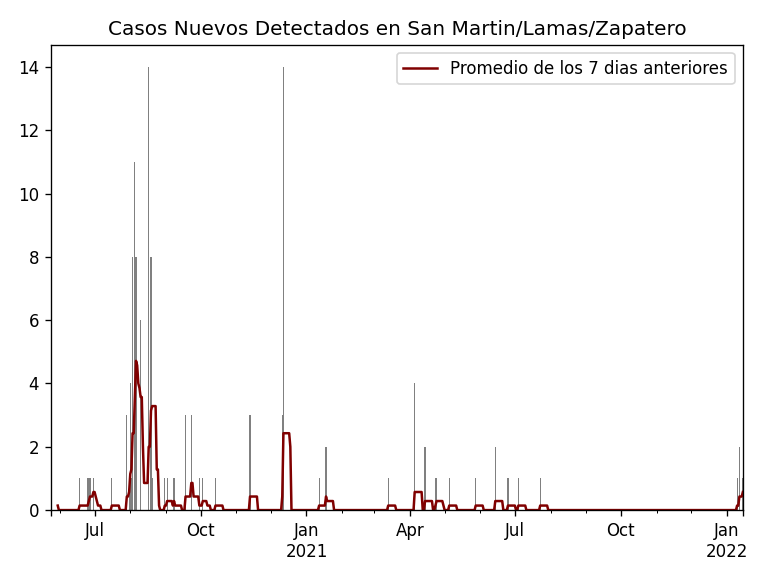 Casos Nuevos Detectados en San Martin/Lamas/Zapatero
Promedio de los 7 dias anteriores
14
12
10
8
6
4
2
0
Jul
Oct
Jan
Apr
Jul
Oct
Jan
2021
2022